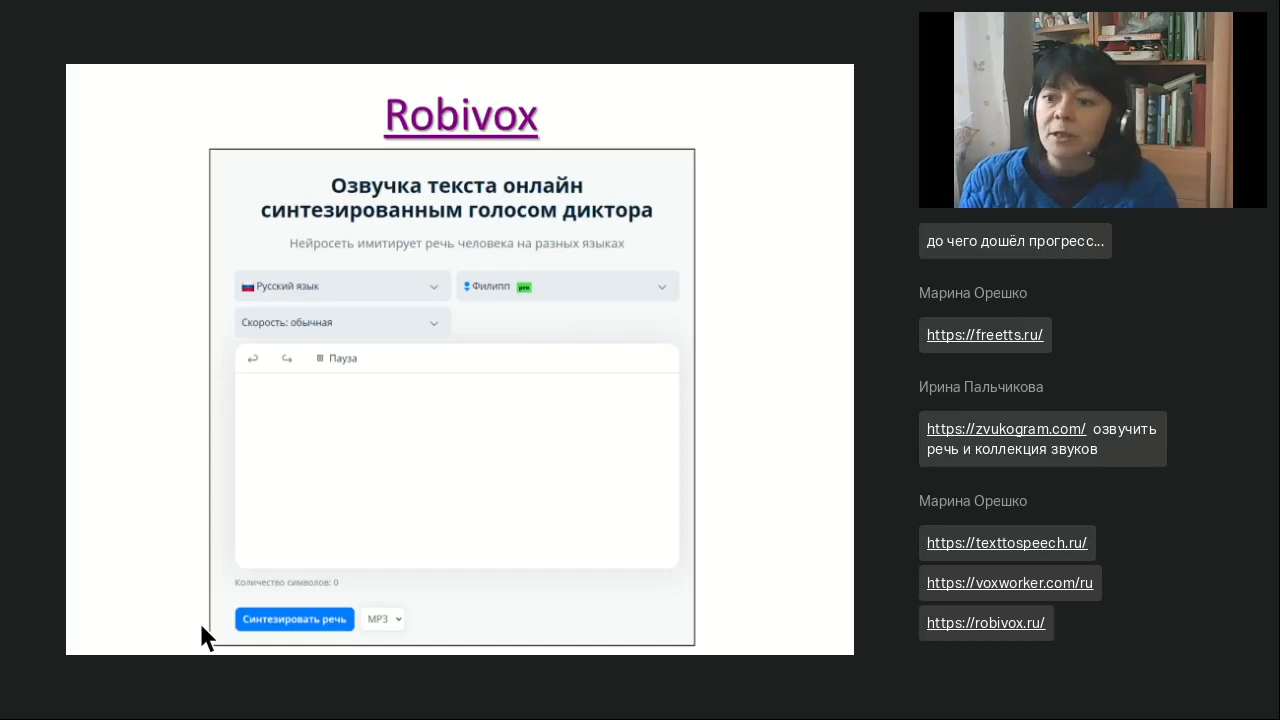 Robivox
Озвучка текста онлайн
синтезированным голосом диктора
Нейросеть имитирует речь человека на разных языках
Русский язык
Филипп pro
Скорость: обычная
Пауза
Количество символов: 0
Синтезировать речь
MP3
до чего дошёл прогресс...
Марина Орешко
https://freetts.ru/
Ирина Пальчикова
https://zvukogram.com/ озвучить
речь и коллекция звуков
Марина Орешко
https://texttospeech.ru/
https://voxworker.com/ru
https://robivox.ru/